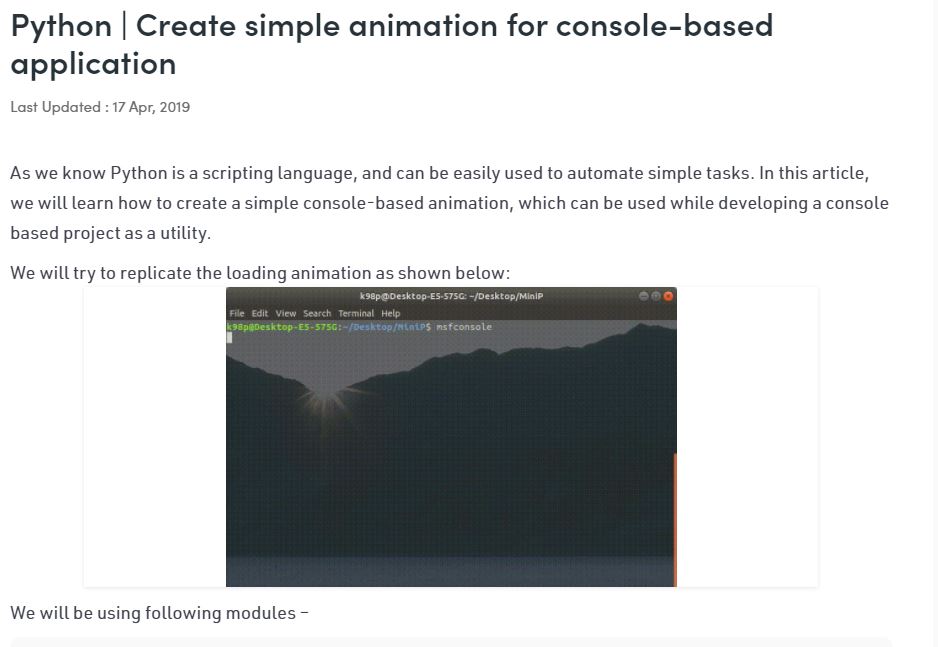 Python | Create simple animation for console-based
application
Last Updated : 17 Apr, 2019
As we know Python is a scripting language, and can be easily used to automate simple tasks. In this article,
we will learn how to create a simple console-based animation, which can be used while developing a console
based project as a utility.
We will try to replicate the loading animation as shown below:
k98p@Desktop-E5-575G: ~/Desktop/MiniP
File Edit View Search Terminal Help
k98p@Desktop-E5-575G:~/Desktop/MiniP$ msfconsole
We will be using following modules –